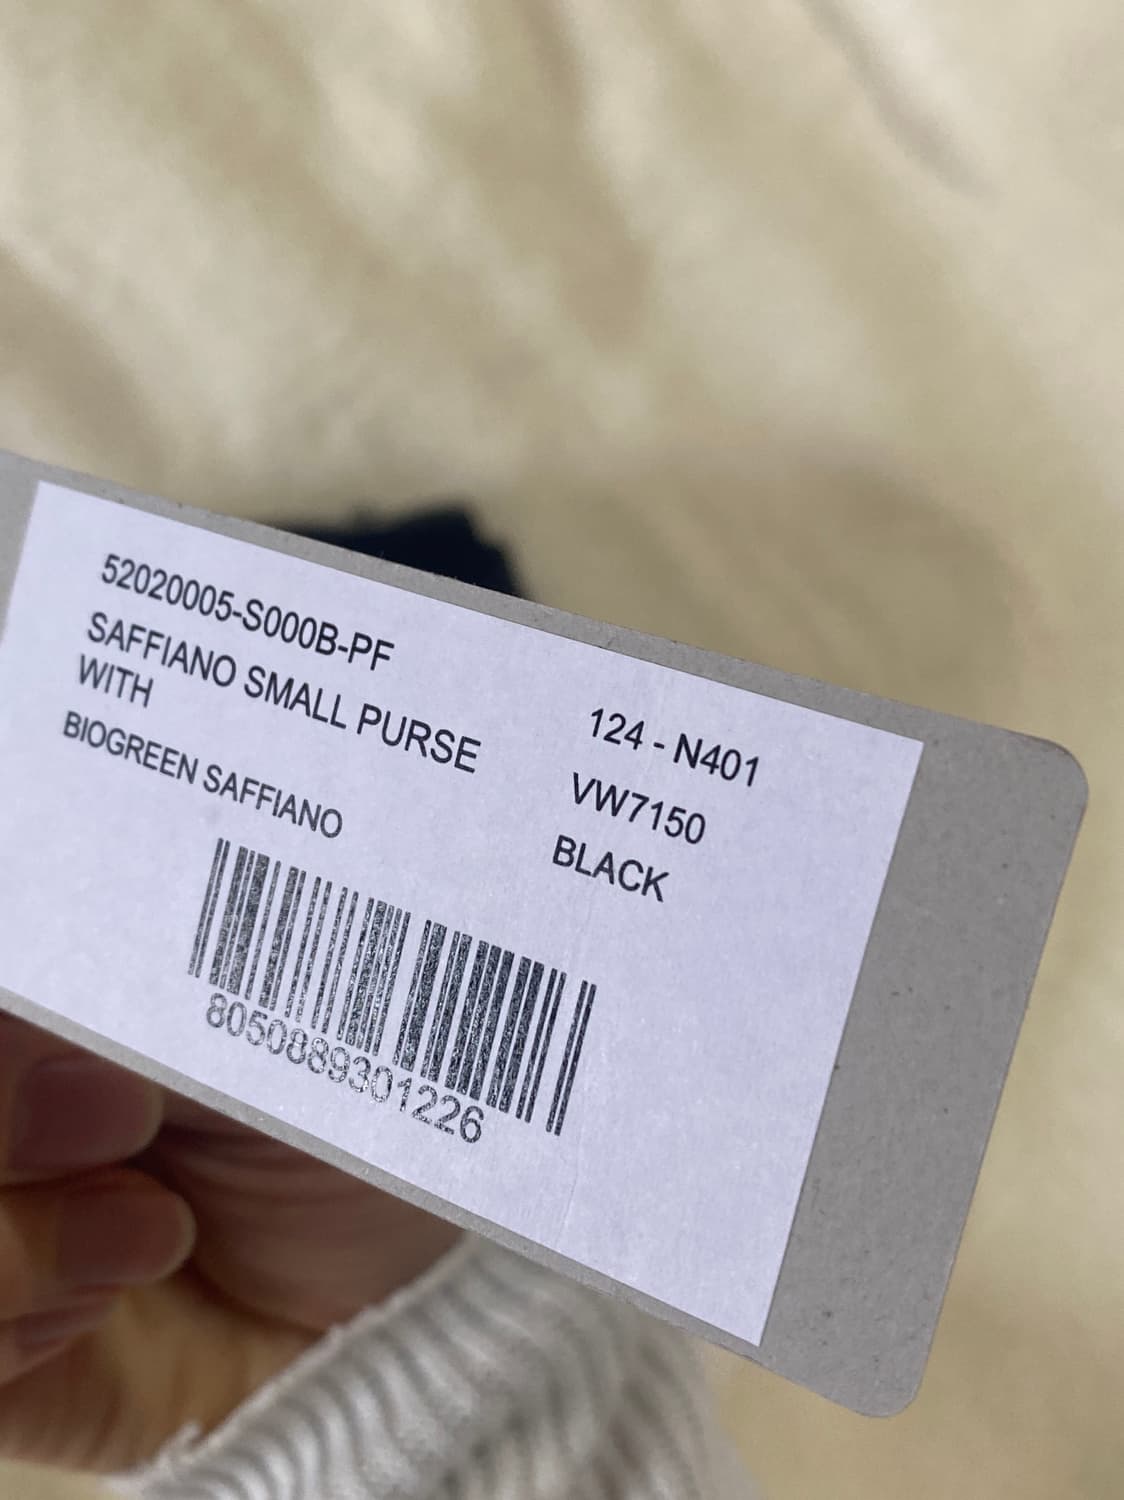 52020005-S000B-PF
SAFFIANO SMALL PURSE
WITH
BIOGREEN SAFFIANO
124 - N401
VW7150
BLACK
8050889301226